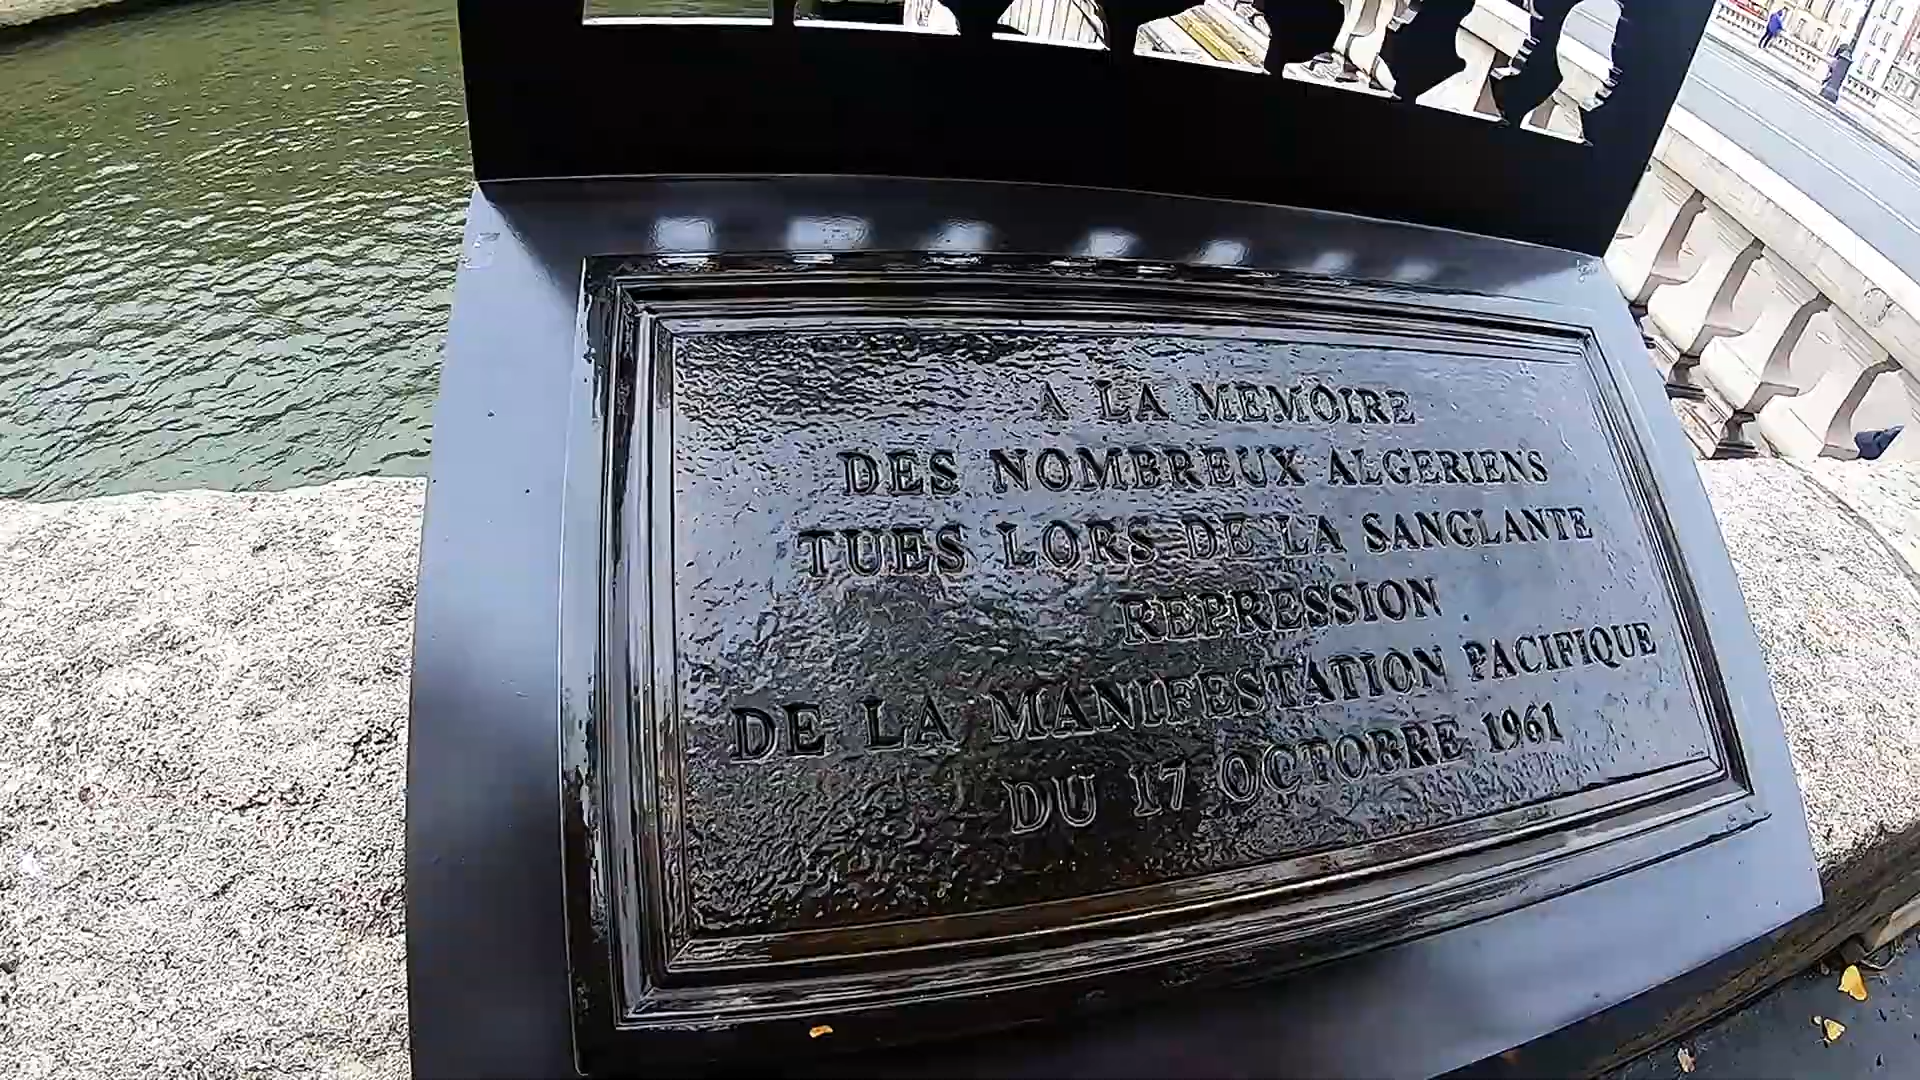 A LA MEMOIRE
DES NOMBREUX ALGERIENS
TUES LORS DE LA SANGLANTE
REPRESSION
DE LA MANIFESTATION PACIFIQUE
DU 17 OCTOBRE 1961